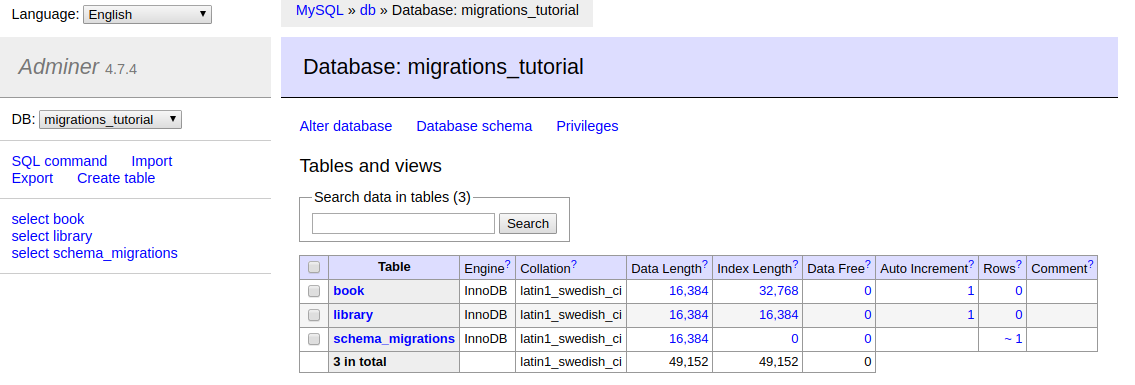 Language: English
MySQL » db » Database: migrations_tutorial
Adminer 4.7.4
Database: migrations_tutorial
DB: migrations_tutorial
SQL command Import
Export Create table
select book
select library
select schema_migrations
Alter database Database schema Privileges
Tables and views
Search data in tables (3)
Search
Table Engine? Collation? Data Length? Index Length? Data Free? Auto Increment? Rows? Comment?
book InnoDB latin1_swedish_ci 16,384 32,768 0 1 0
library InnoDB latin1_swedish_ci 16,384 16,384 0 1 0
schema_migrations InnoDB latin1_swedish_ci 16,384 0 0 ~ 1
3 in total latin1_swedish_ci 49,152 49,152 0